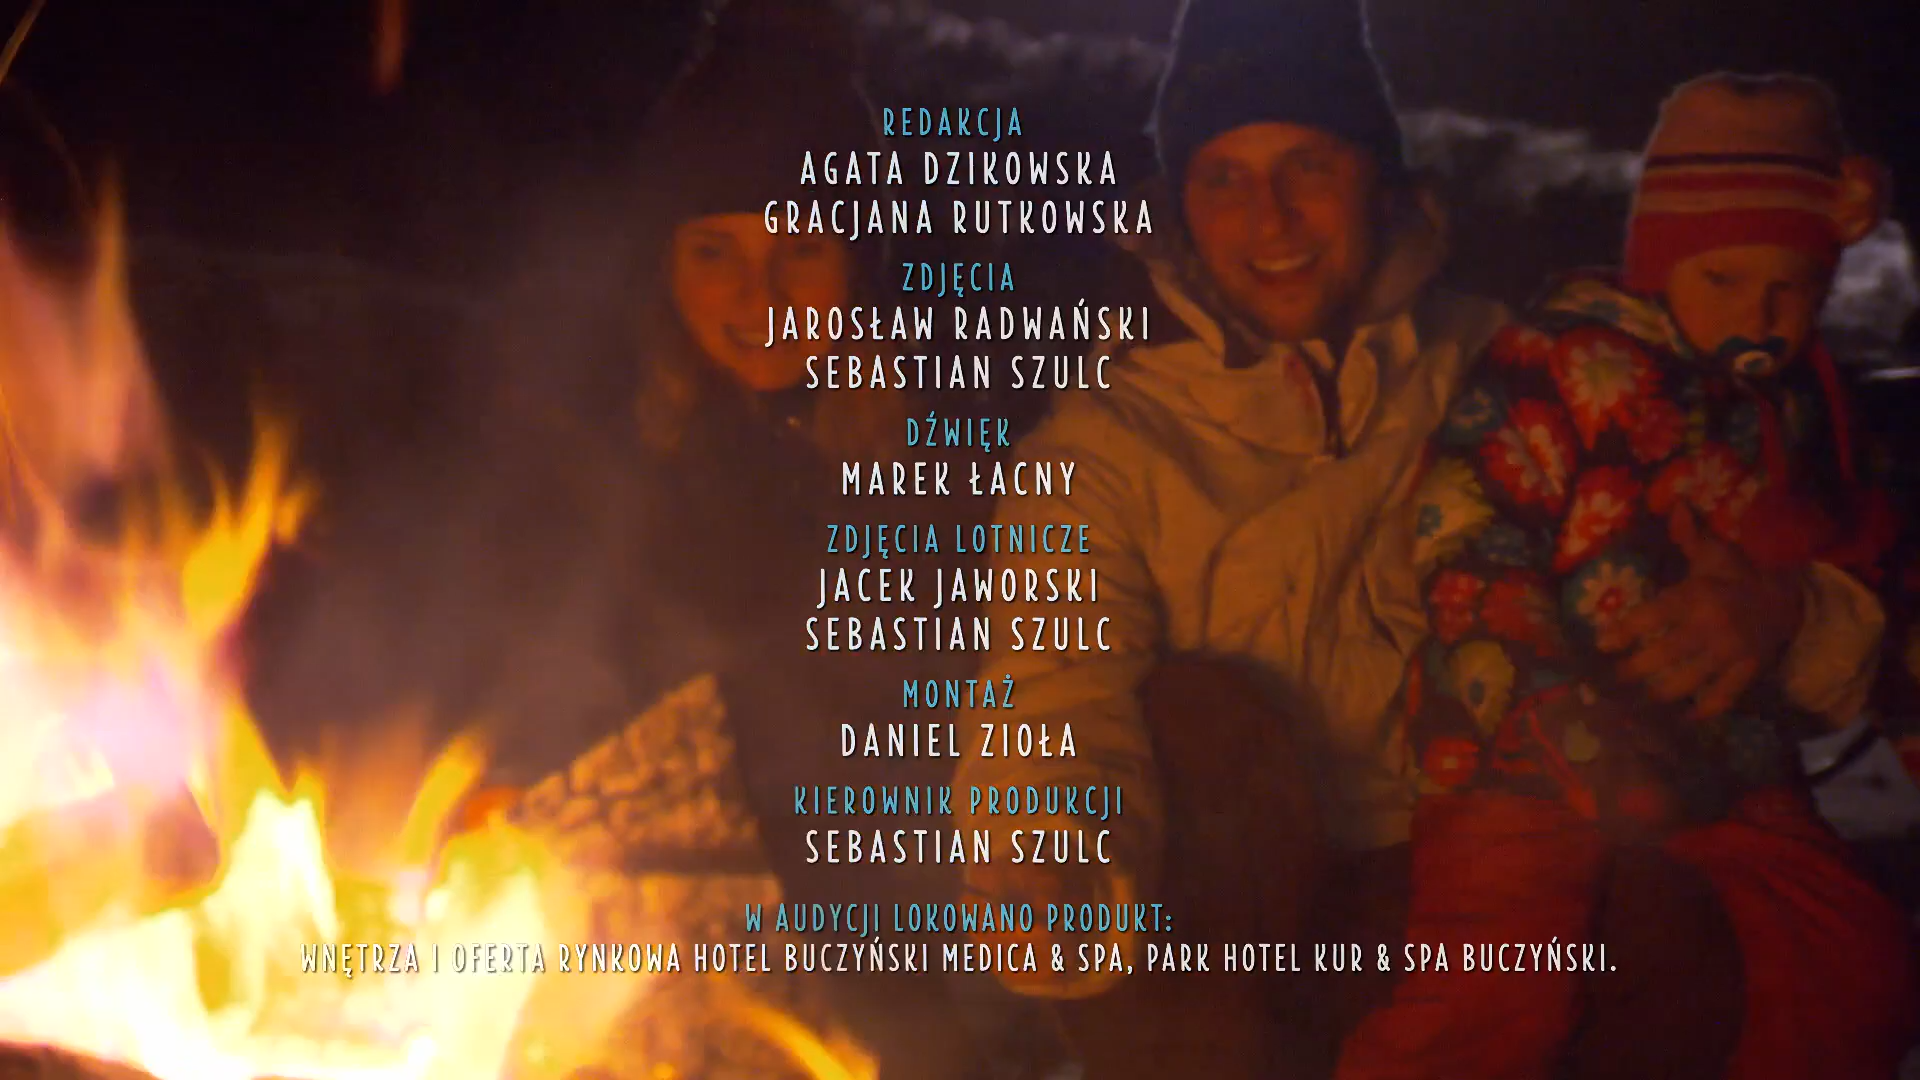 REDAKCJA
AGATA DZIKOWSKA
GRACJANA RUTKOWSKA
ZDJĘCIA
JAROSŁAW RADWAŃSKI
SEBASTIAN SZULC
DŹWIĘK
MAREK ŁACNY
ZDJĘCIA LOTNICZE
JACEK JAWORSKI
SEBASTIAN SZULC
MONTAŻ
DANIEL ZIOŁA
KIEROWNIK PRODUKCJI
SEBASTIAN SZULC
W AUDYCJI LOKOWANO PRODUKT:
WNĘTRZA I OFERTA RYNKOWA HOTEL BUCZYŃSKI MEDICA & SPA, PARK HOTEL KUR & SPA BUCZYŃSKI.